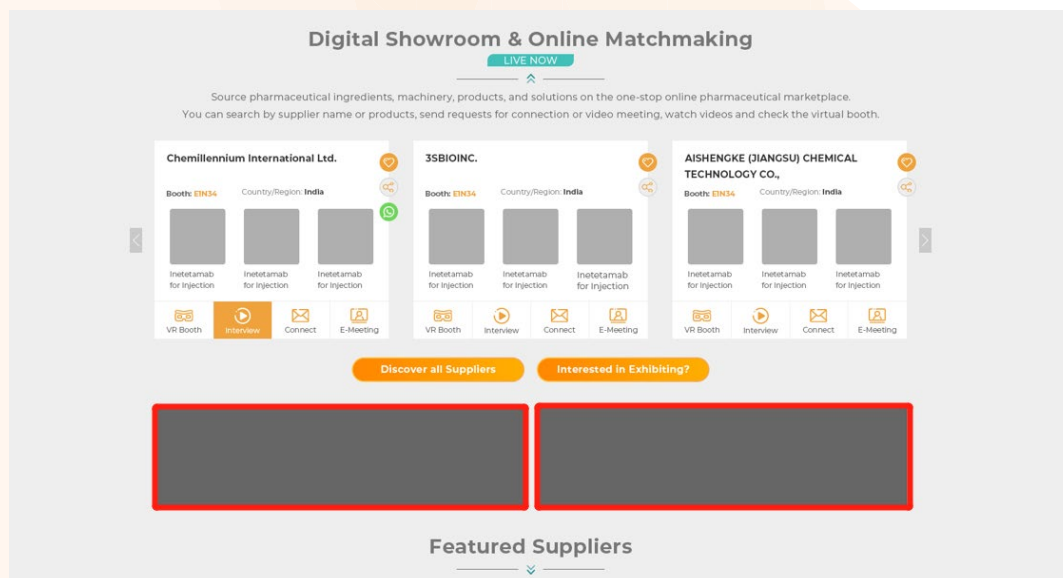 Digital Showroom & Online Matchmaking
LIVE NOW
Source pharmaceutical ingredients, machinery, products, and solutions on the one-stop online pharmaceutical marketplace.
You can search by supplier name or products, send requests for connection or video meeting, watch videos and check the virtual booth.
Chemillennium International Ltd.
Booth: E1N34 Country/Region: India
Inetetamab for Injection
Inetetamab for Injection
Inetetamab for Injection
VR Booth Interview Connect E-Meeting
3SBIOINC.
Booth: E1N34 Country/Region: India
Inetetamab for Injection
Inetetamab for Injection
Inetetamab for Injection
VR Booth Interview Connect E-Meeting
AISHENGKE (JIANGSU) CHEMICAL
TECHNOLOGY CO.,
Booth: E1N34 Country/Region: India
Inetetamab for Injection
Inetetamab for Injection
Inetetamab for Injection
VR Booth Interview Connect E-Meeting
Discover all Suppliers Interested in Exhibiting?
Featured Suppliers